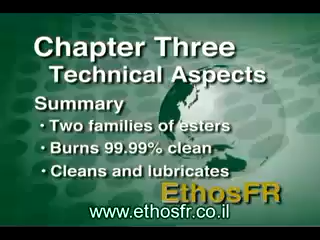 Chapter Three
Technical Aspects
Summary
• Two families of esters
• Burns 99.99% clean
• Cleans and lubricates
EthosFR
www.ethosfr.co.il